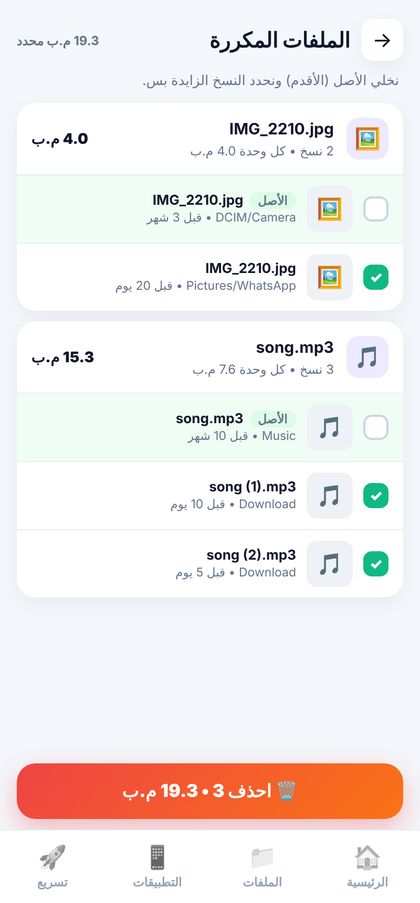 الملفات المكررة
19.3 م.ب محدد
نخلي الأصل (الأقدم) ونحدد النسخ الزايدة بس.
IMG_2210.jpg
4.0 م.ب
2 نسخ • كل وحدة 4.0 م.ب
الأصل IMG_2210.jpg
DCIM/Camera • قبل 3 شهر
IMG_2210.jpg
Pictures/WhatsApp • قبل 20 يوم
song.mp3
15.3 م.ب
3 نسخ • كل وحدة 7.6 م.ب
الأصل song.mp3
Music • قبل 10 شهر
song (1).mp3
Download • قبل 10 يوم
song (2).mp3
Download • قبل 5 يوم
احذف 3 • 19.3 م.ب
الرئيسية
الملفات
التطبيقات
تسريع